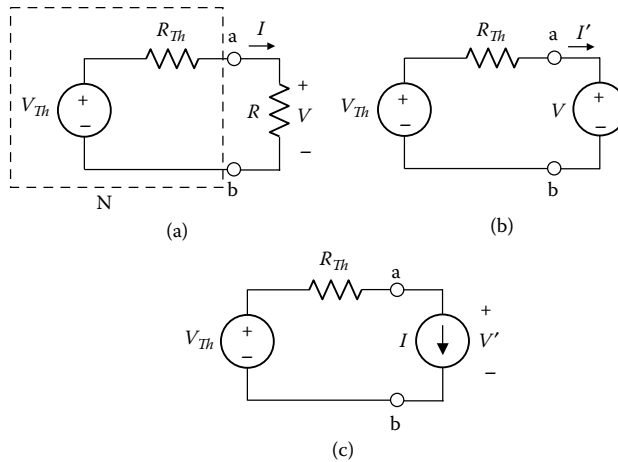 R_Th a I
V_Th + − R + V −
b
N
(a)
R_Th a I′
V_Th + − V + −
b
(b)
R_Th a
V_Th + − I + V′ −
b
(c)